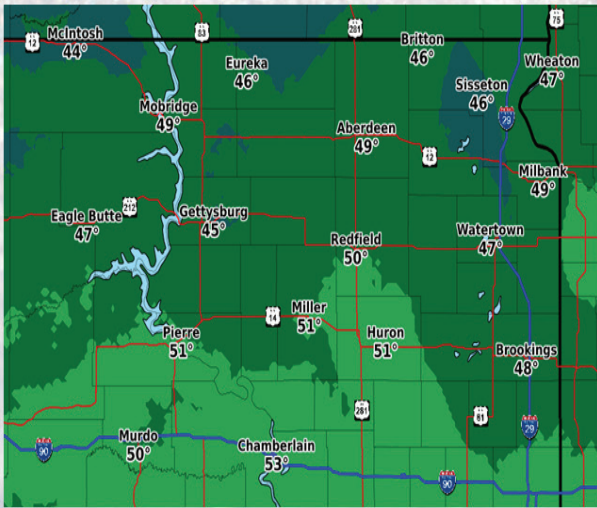 75
83
281
12
McIntosh
44°
Britton
46°
Eureka
46°
Wheaton
47°
Sisseton
46°
Mobridge
49°
29
Aberdeen
49°
12
Milbank
49°
212
Eagle Butte
47°
Gettysburg
45°
Watertown
47°
Redfield
50°
Miller
51°
14
Pierre
51°
Huron
51°
Brookings
48°
281
81
29
Murdo
50°
Chamberlain
53°
90
90